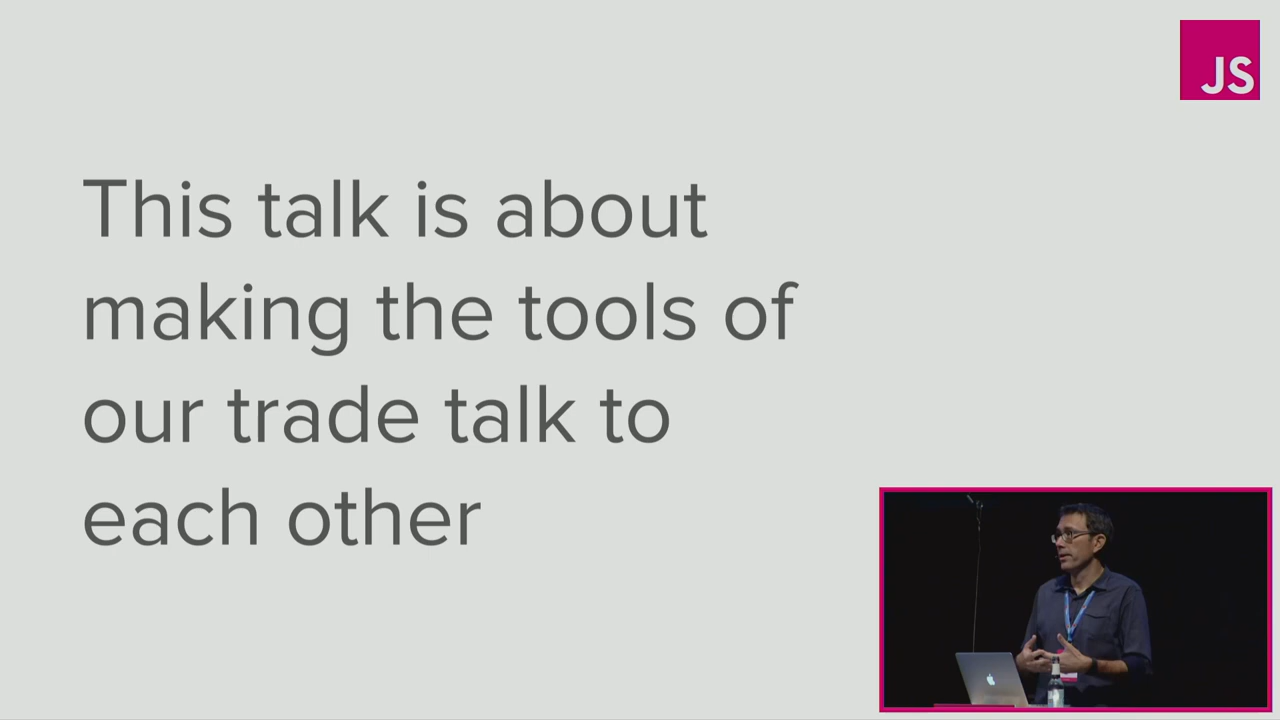 JS
This talk is about
making the tools of
our trade talk to
each other